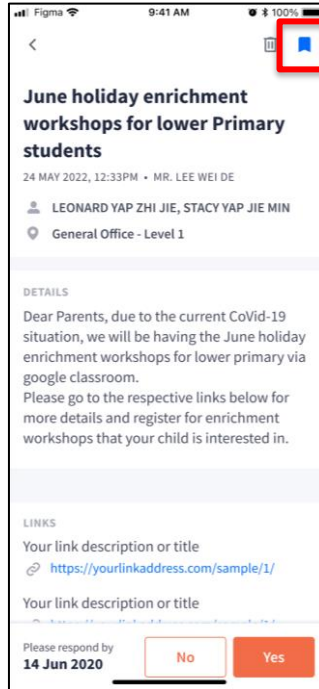 Figma 9:41 AM 100%
June holiday enrichment
workshops for lower Primary
students
24 MAY 2022, 12:33PM • MR. LEE WEI DE
LEONARD YAP ZHI JIE, STACY YAP JIE MIN
General Office - Level 1
DETAILS
Dear Parents, due to the current CoVid-19
situation, we will be having the June holiday
enrichment workshops for lower primary via
google classroom.
Please go to the respective links below for
more details and register for enrichment
workshops that your child is interested in.
LINKS
Your link description or title
https://yourlinkaddress.com/sample/1/
Your link description or title
Please respond by
14 Jun 2020
No
Yes